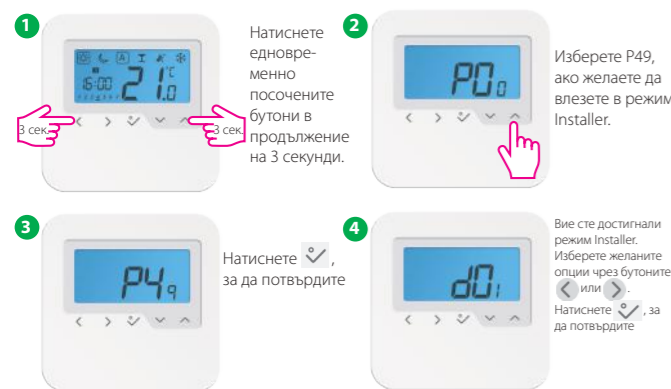 1
21.0 °C
16:00
A
3 сек.
3 сек.
Натиснете
едновре-
менно
посочените
бутони в
продължение
на 3 секунди.
2
P00
Изберете P49,
ако желаете да
влезете в режим
Installer.
3
P49
Натиснете ,
за да потвърдите
4
d01
Вие сте достигнали
режим Installer.
Изберете желаните
опции чрез бутоните
< или > .
Натиснете , за
да потвърдите